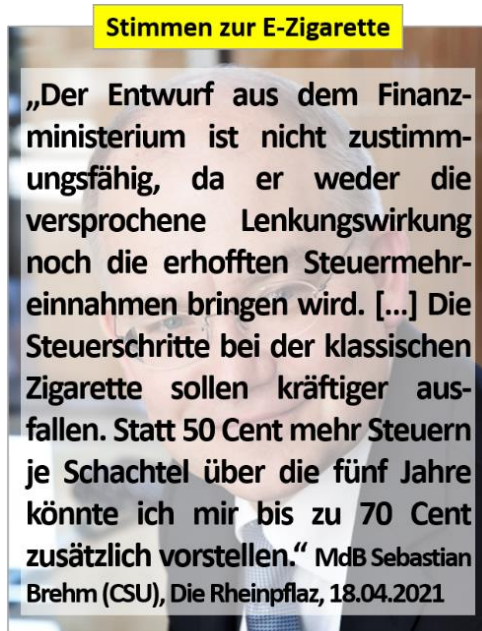 Stimmen zur E-Zigarette
„Der Entwurf aus dem Finanz-
ministerium ist nicht zustimm-
ungsfähig, da er weder die
versprochene Lenkungswirkung
noch die erhofften Steuermehr-
einnahmen bringen wird. [...] Die
Steuerschritte bei der klassischen
Zigarette sollen kräftiger aus-
fallen. Statt 50 Cent mehr Steuern
je Schachtel über die fünf Jahre
könnte ich mir bis zu 70 Cent
zusätzlich vorstellen.“ MdB Sebastian
Brehm (CSU), Die Rheinpflaz, 18.04.2021